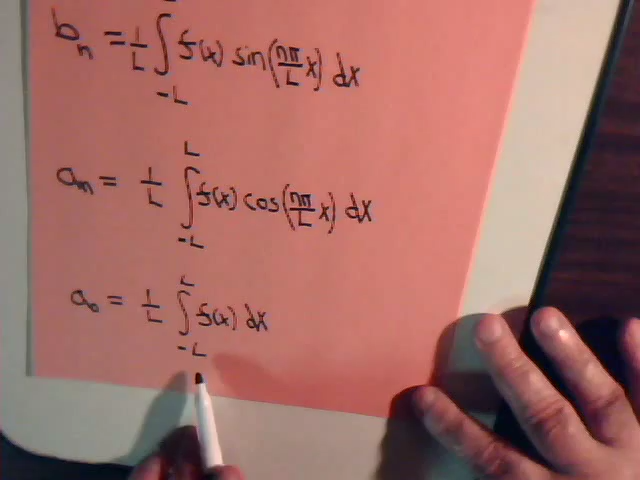 b_n = 1/L ∫_{-L} f(x) sin(nπ/L x) dx
a_n = 1/L ∫_{-L}^{L} f(x) cos(nπ/L x) dx
a_0 = 1/L ∫_{-L}^{L} f(x) dx